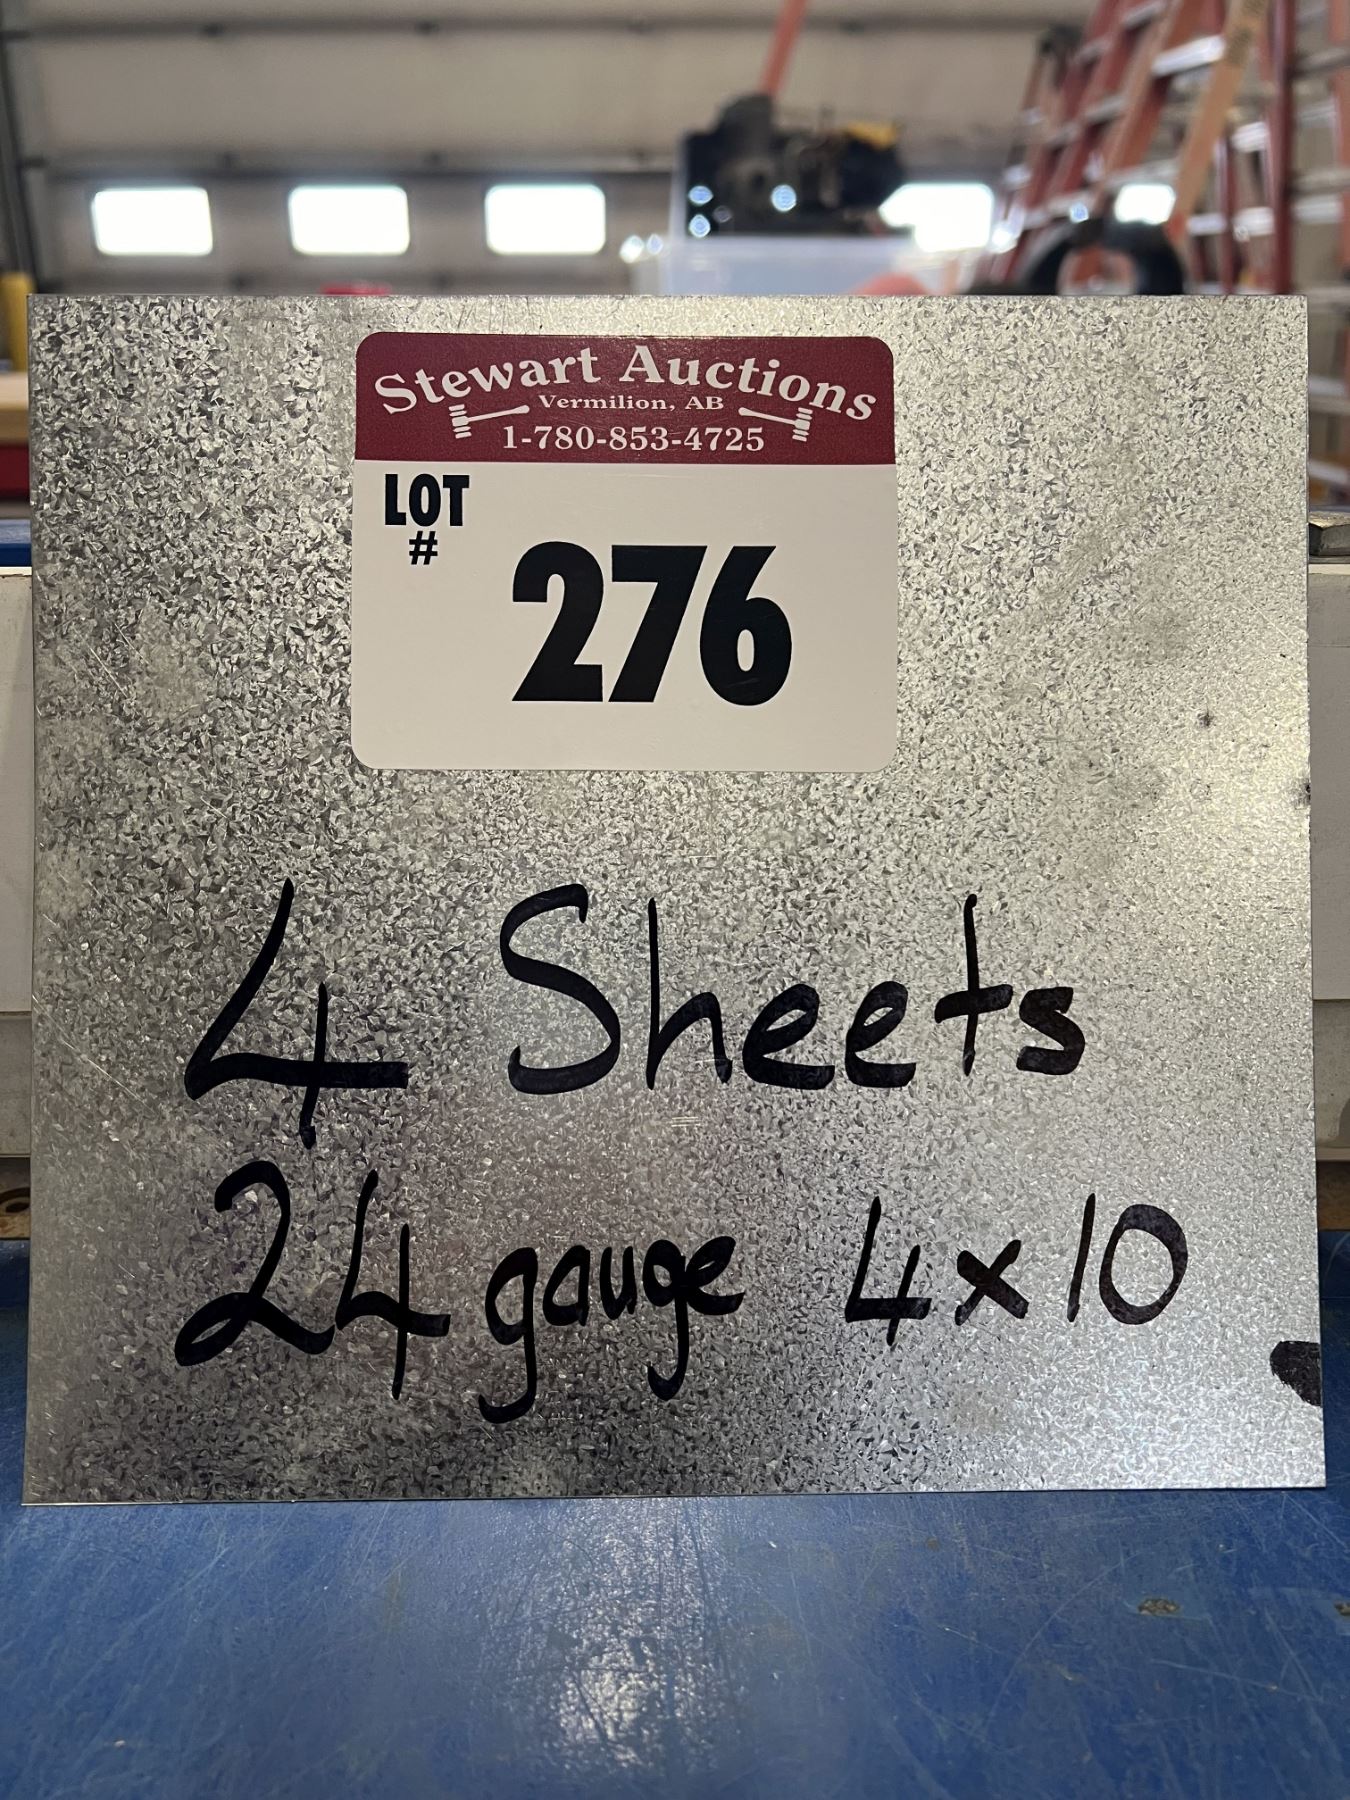 Stewart Auctions
Vermilion, AB
1-780-853-4725
LOT
#
276
4 Sheets
24 gauge 4x10